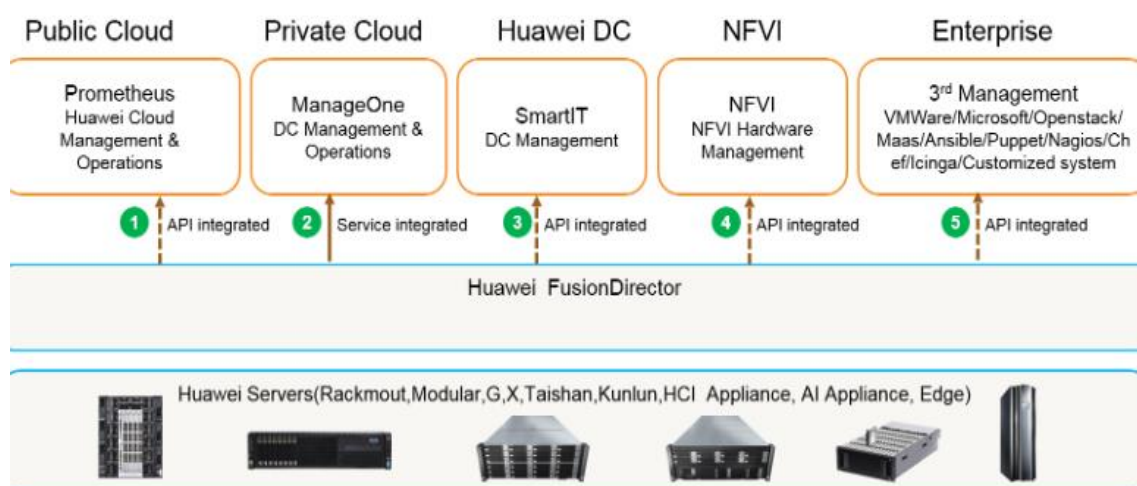 Public Cloud
Private Cloud
Huawei DC
NFVI
Enterprise
Prometheus
Huawei Cloud
Management &
Operations
ManageOne
DC Management &
Operations
SmartIT
DC Management
NFVI
NFVI Hardware
Management
3rd Management
VMWare/Microsoft/Openstack/
Maas/Ansible/Puppet/Nagios/Ch
ef/Icinga/Customized system
1 API integrated
2 Service integrated
3 API integrated
4 API integrated
5 API integrated
Huawei FusionDirector
Huawei Servers(Rackmout,Modular,G,X,Taishan,Kunlun,HCI Appliance, AI Appliance, Edge)